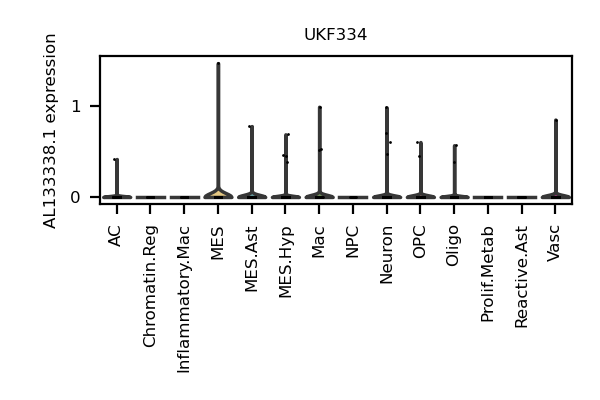 UKF334
AL133338.1 expression
1
0
AC
Chromatin.Reg
Inflammatory.Mac
MES
MES.Ast
MES.Hyp
Mac
NPC
Neuron
OPC
Oligo
Prolif.Metab
Reactive.Ast
Vasc